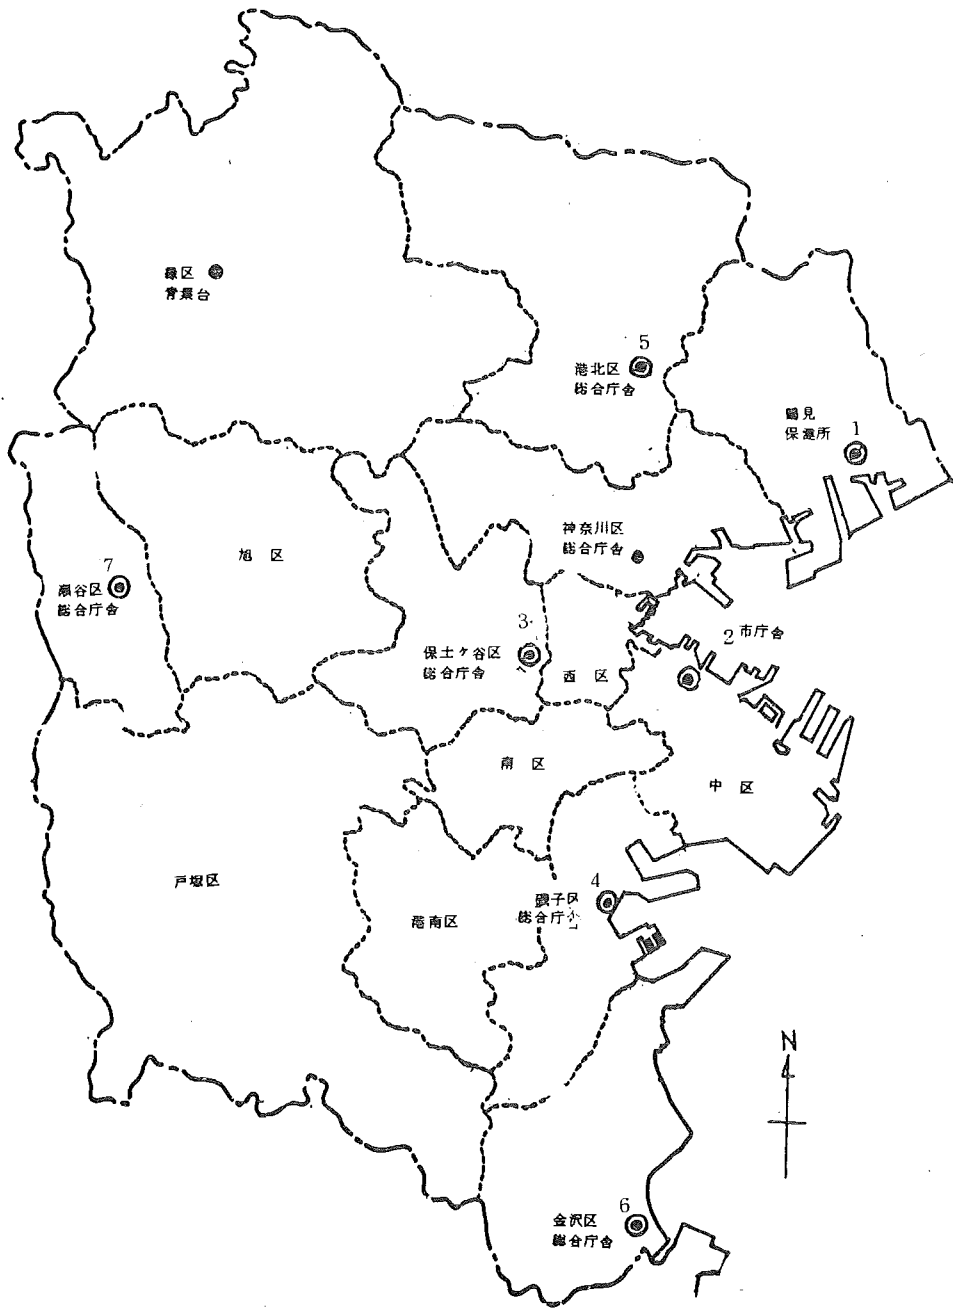 緑区
青葉台
5
港北区
総合庁舎
鶴見
保健所
1
神奈川区
総合庁舎
旭区
7
瀬谷区
総合庁舎
3
保土ケ谷区
総合庁舎
西区
2 市庁舎
南区
中区
戸塚区
港南区
4
磯子区
総合庁舎
N
6
金沢区
総合庁舎